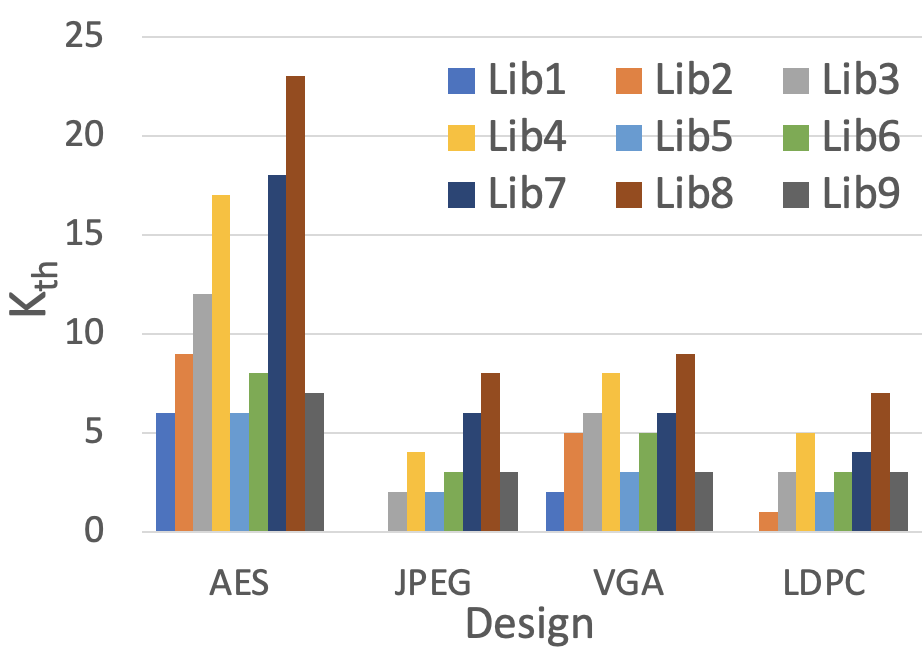 25
Lib1 Lib2 Lib3
20
Lib4 Lib5 Lib6
Lib7 Lib8 Lib9
15
10
5
0
Kth
AES JPEG VGA LDPC
Design